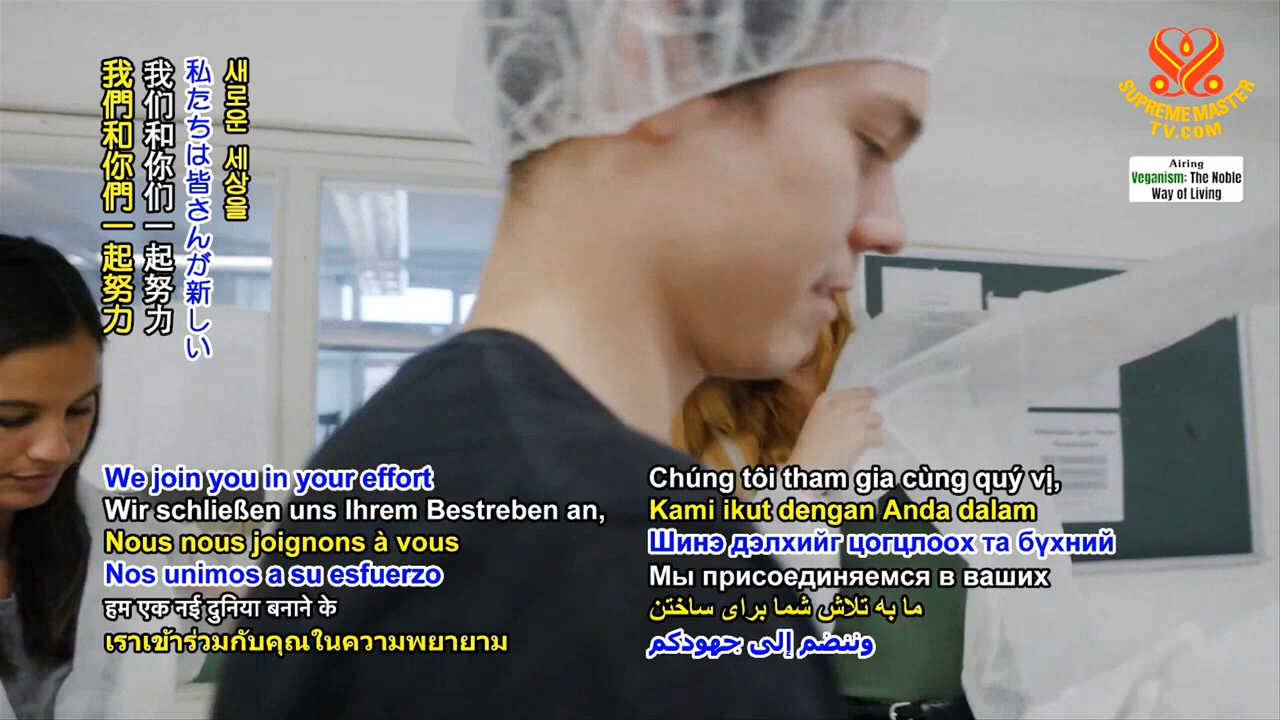 我們和你們一起努力
我们和你们一起努力
私たちは皆さんが新しい
새로운 세상을
SUPREME MASTER
TV.COM
Airing
Veganism: The Noble
Way of Living
We join you in your effort
Wir schließen uns Ihrem Bestreben an,
Nous nous joignons à vous
Nos unimos a su esfuerzo
हम एक नई दुनिया बनाने के
เราเข้าร่วมกับคุณในความพยายาม
Chúng tôi tham gia cùng quý vị,
Kami ikut dengan Anda dalam
Шинэ дэлхийг цогцлоох та бүхний
Мы присоединяемся в ваших
ما به تلاش شما برای ساختن
وننضم إلى جهودكم